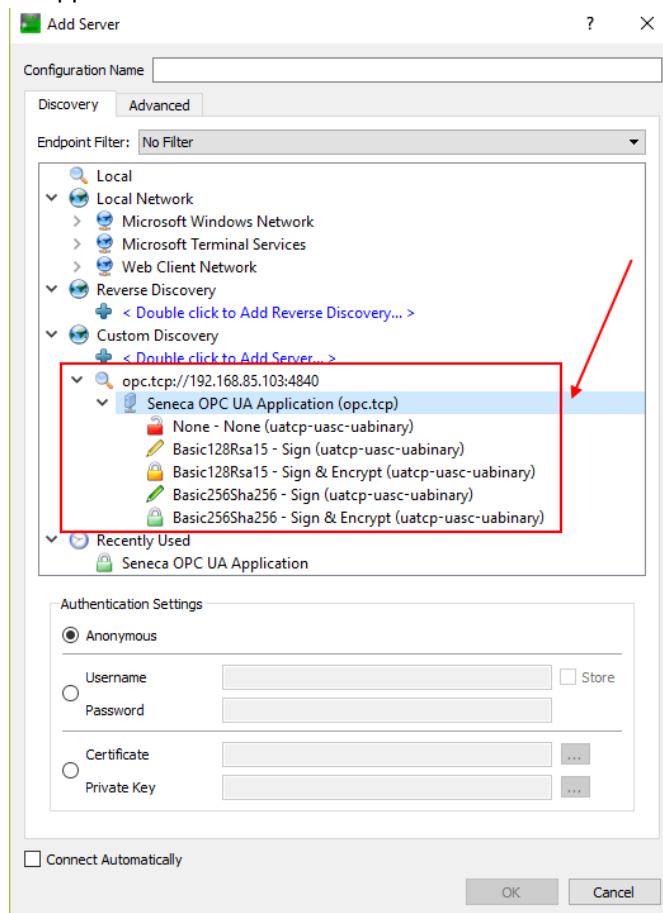 Add Server
?
Configuration Name
Discovery Advanced
Endpoint Filter: No Filter
Local
Local Network
Microsoft Windows Network
Microsoft Terminal Services
Web Client Network
Reverse Discovery
< Double click to Add Reverse Discovery... >
Custom Discovery
< Double click to Add Server... >
opc.tcp://192.168.85.103:4840
Seneca OPC UA Application (opc.tcp)
None - None (uatcp-uasc-uabinary)
Basic128Rsa15 - Sign (uatcp-uasc-uabinary)
Basic128Rsa15 - Sign & Encrypt (uatcp-uasc-uabinary)
Basic256Sha256 - Sign (uatcp-uasc-uabinary)
Basic256Sha256 - Sign & Encrypt (uatcp-uasc-uabinary)
Recently Used
Seneca OPC UA Application
Authentication Settings
Anonymous
Username Store
Password
Certificate ...
Private Key ...
Connect Automatically
OK Cancel